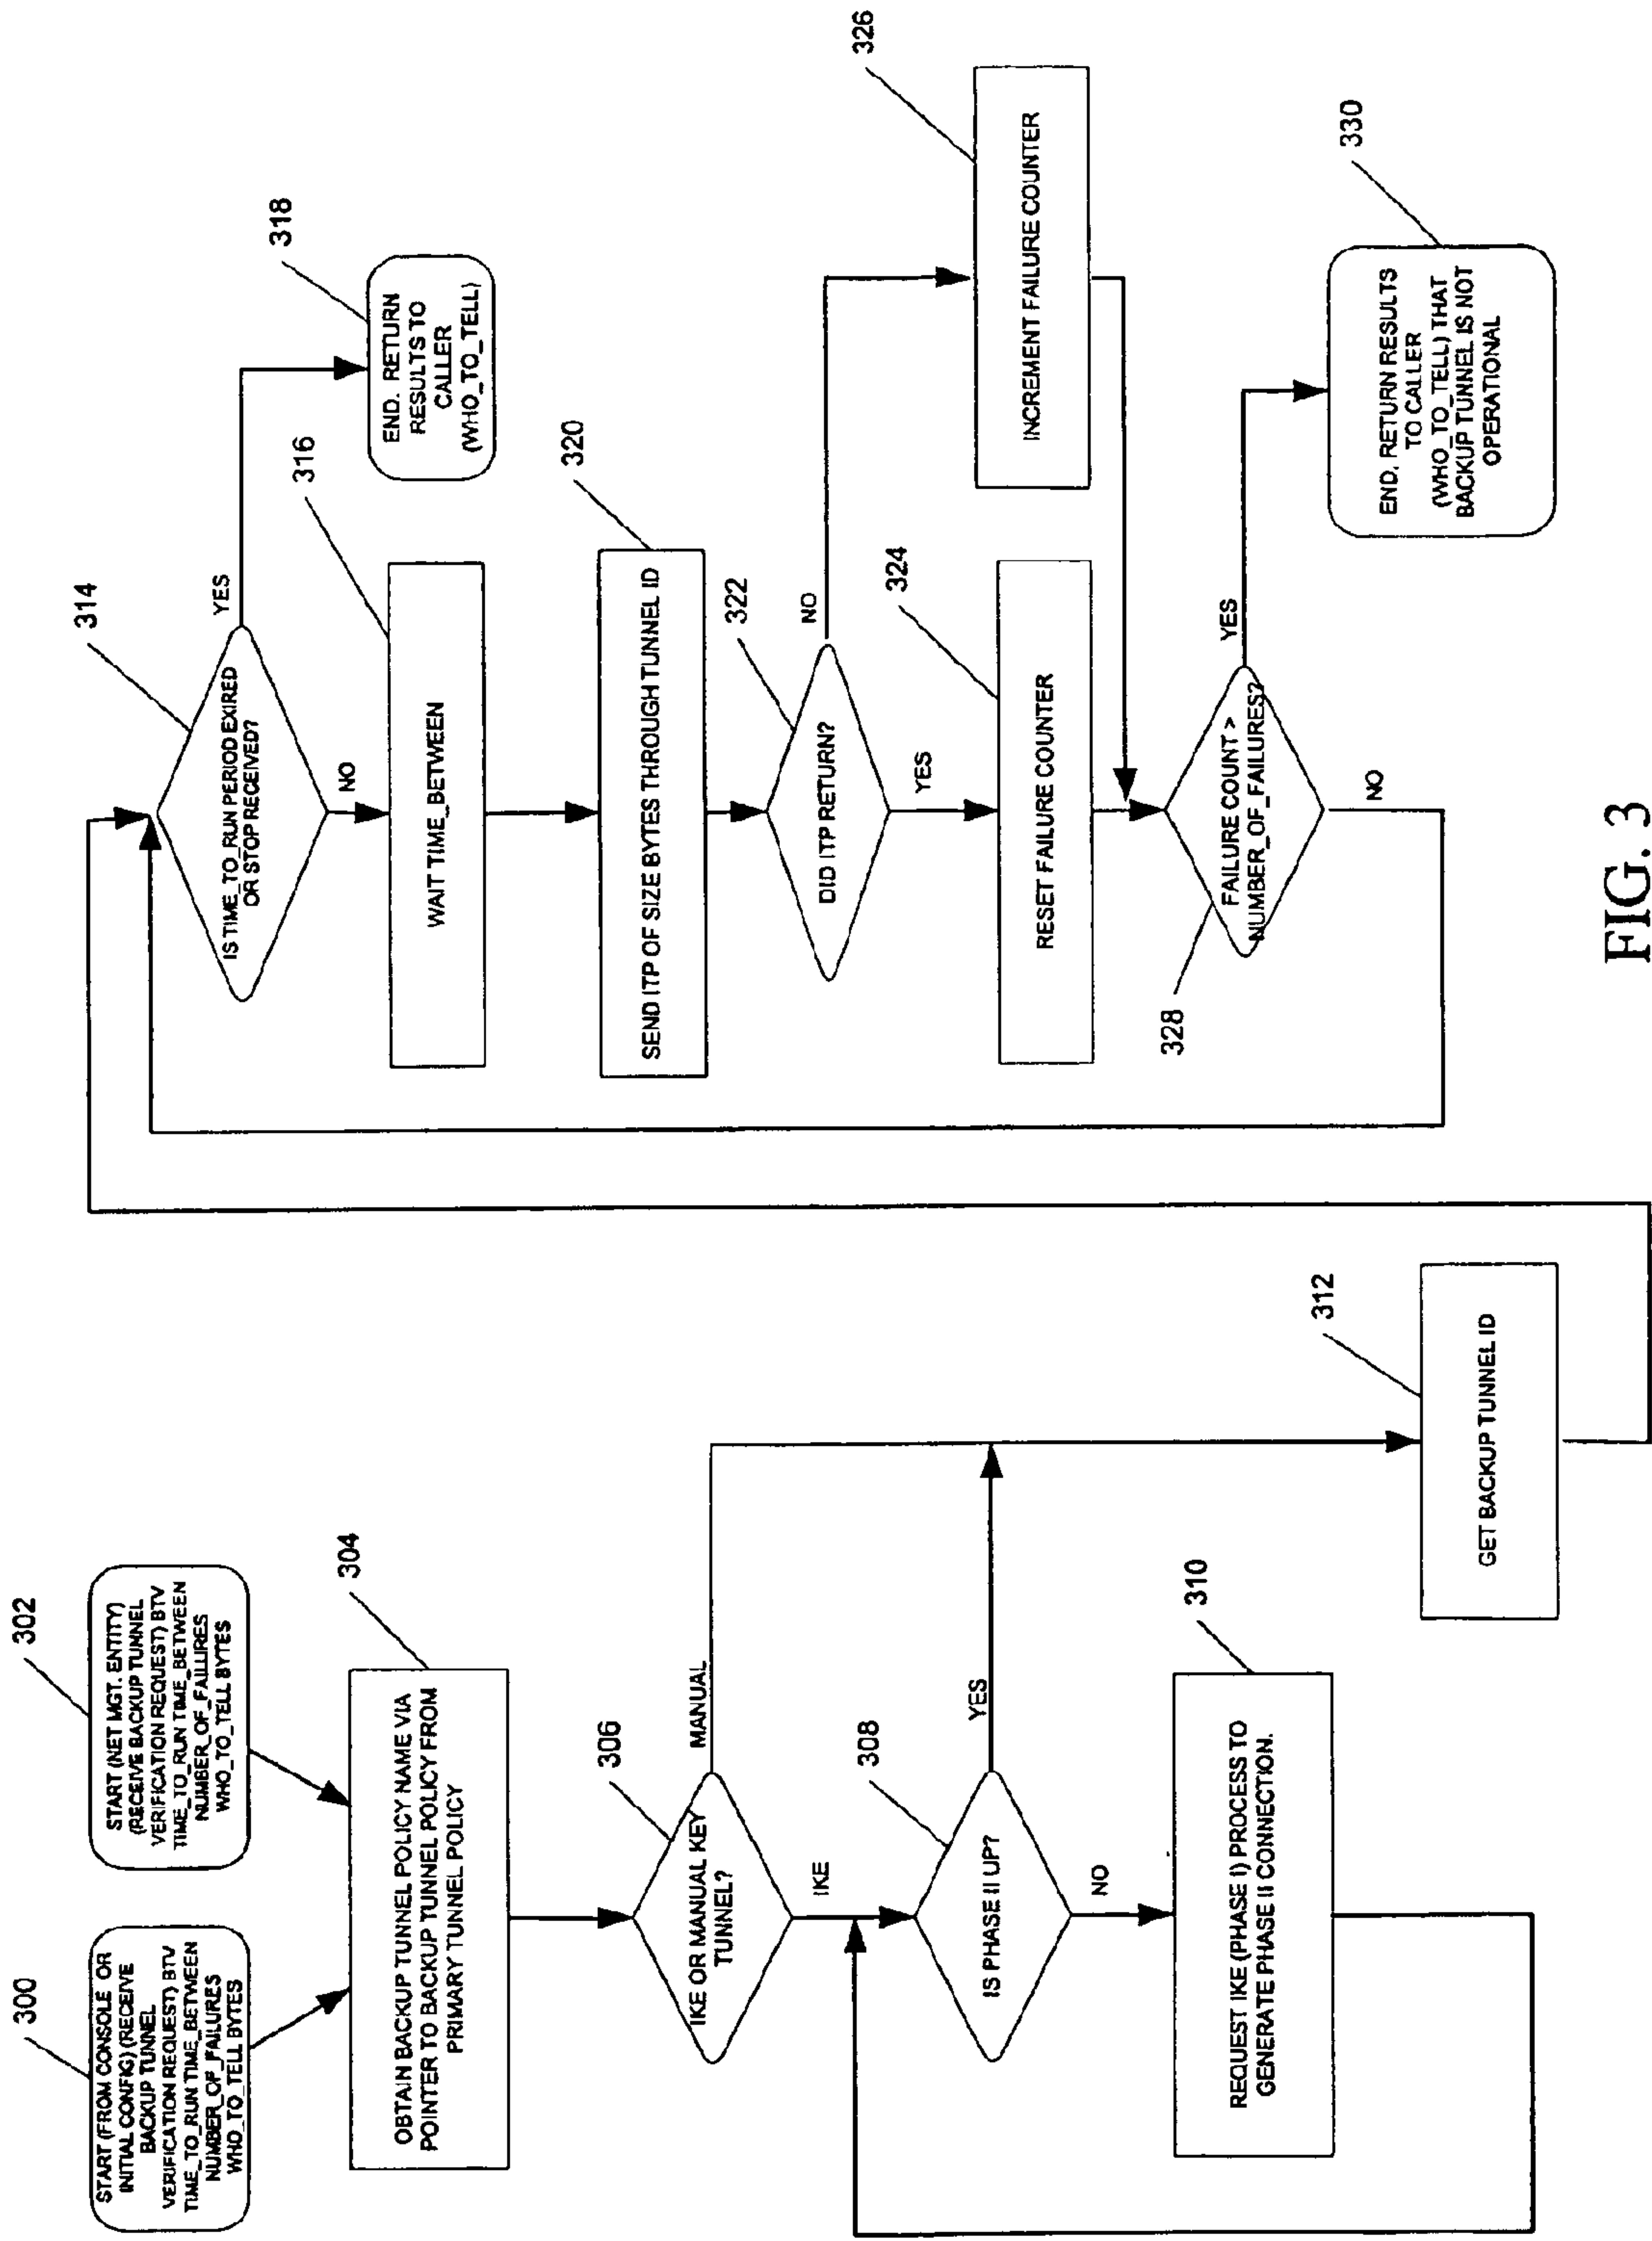 300
START (FROM CONSOLE OR
INITIAL CONFIG) (RECEIVE
BACKUP TUNNEL
VERIFICATION REQUEST) BTV
TIME_TO_RUN TIME_BETWEEN
NUMBER_OF_FAILURES
WHO_TO_TELL BYTES
302
START (NET MGT. ENTITY)
(RECEIVE BACKUP TUNNEL
VERIFICATION REQUEST) BTV
TIME_TO_RUN TIME_BETWEEN
NUMBER_OF_FAILURES
WHO_TO_TELL BYTES
304
OBTAIN BACKUP TUNNEL POLICY NAME VIA
POINTER TO BACKUP TUNNEL POLICY FROM
PRIMARY TUNNEL POLICY
306
IKE OR MANUAL KEY
TUNNEL?
MANUAL
IKE
308
IS PHASE II UP?
YES
NO
310
REQUEST IKE (PHASE I) PROCESS TO
GENERATE PHASE II CONNECTION.
312
GET BACKUP TUNNEL ID
314
IS TIME_TO_RUN PERIOD EXIRED
OR STOP RECEIVED?
YES
NO
316
WAIT TIME_BETWEEN
318
END. RETURN
RESULTS TO
CALLER
(WHO_TO_TELL)
320
SEND ITP OF SIZE BYTES THROUGH TUNNEL ID
322
DID ITP RETURN?
NO
YES
324
RESET FAILURE COUNTER
326
INCREMENT FAILURE COUNTER
328
FAILURE COUNT >
NUMBER_OF_FAILURES?
YES
NO
330
END. RETURN RESULTS
TO CALLER
(WHO_TO_TELL) THAT
BACKUP TUNNEL IS NOT
OPERATIONAL
FIG. 3